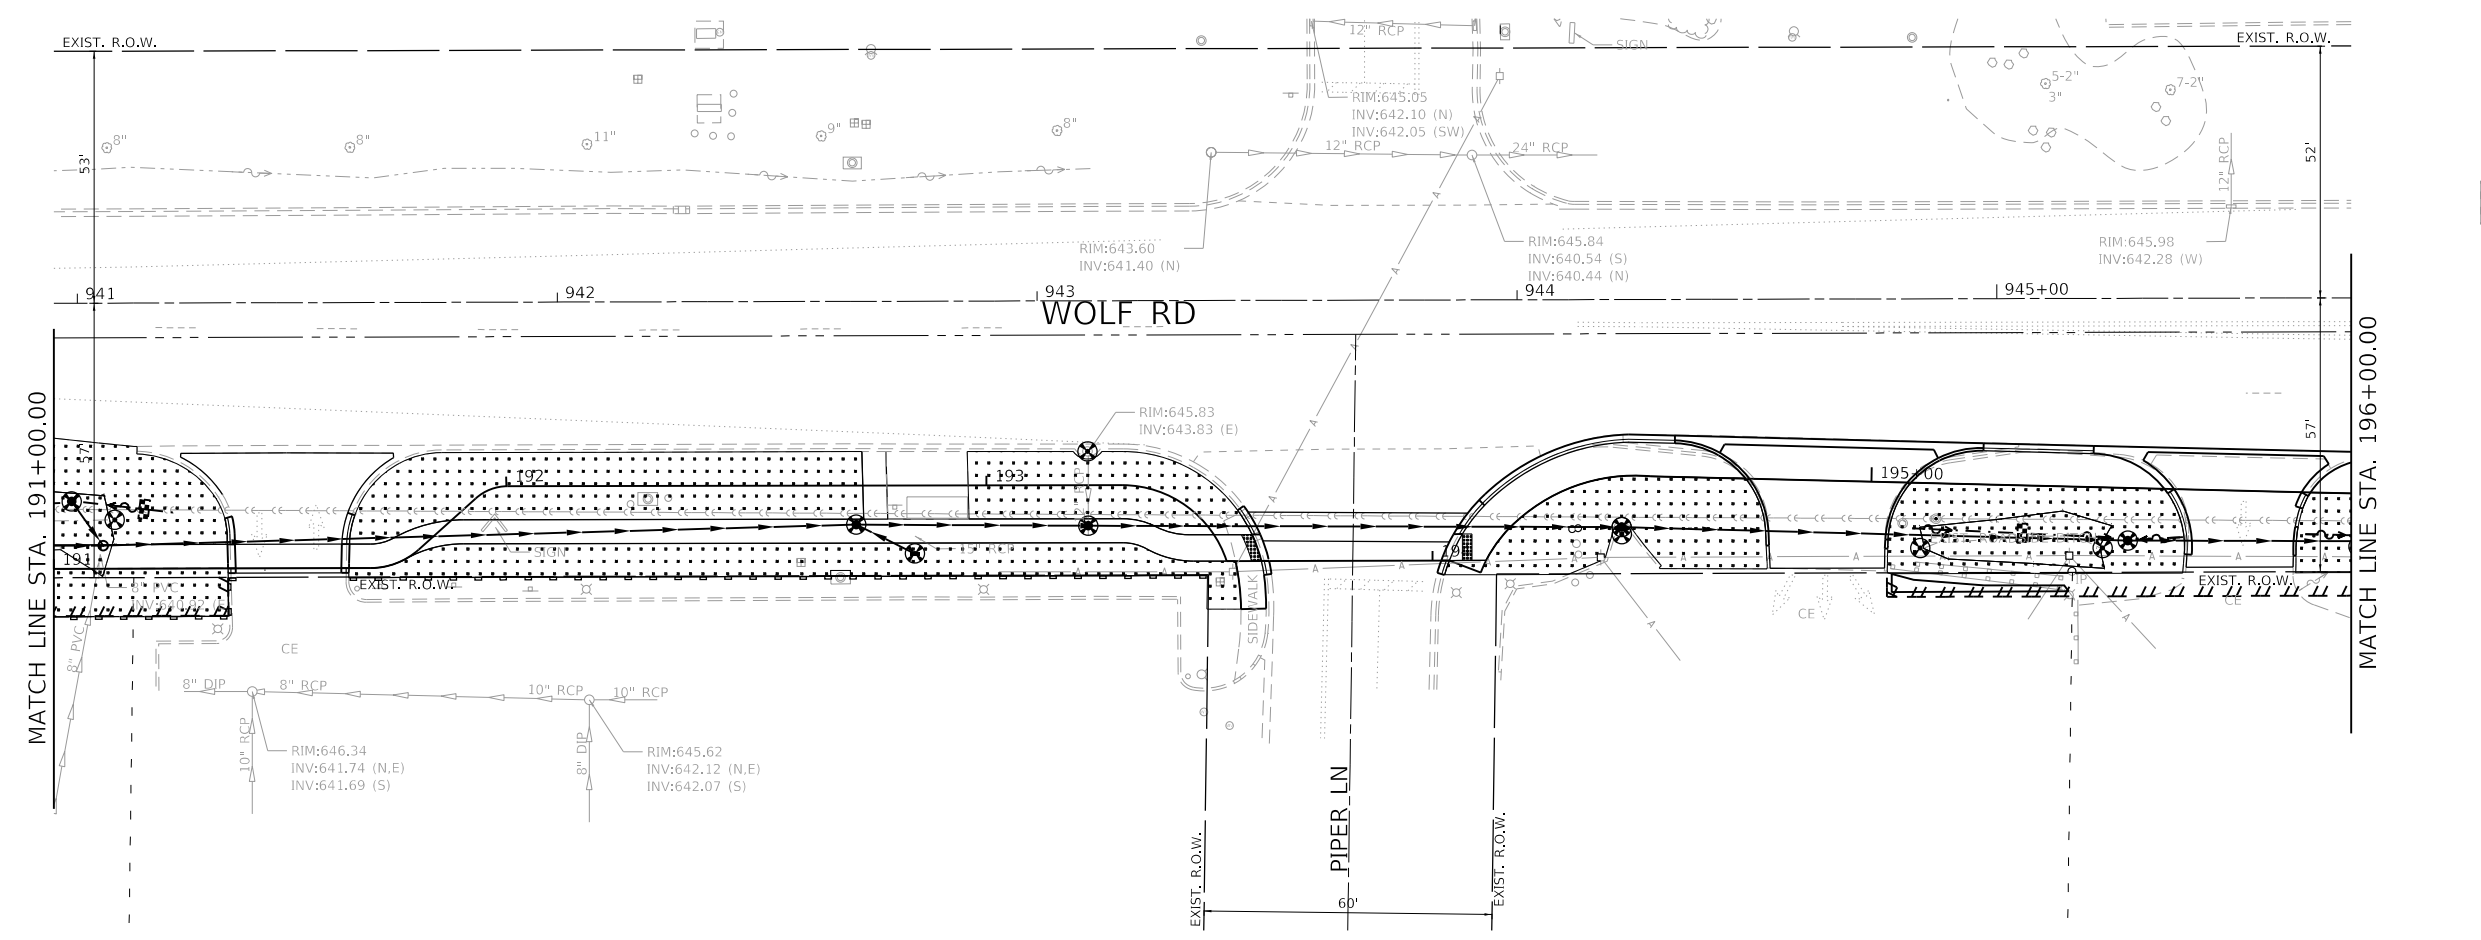 EXIST. R.O.W.
12" RCP
SIGN
EXIST. R.O.W.
5-2"
7-2"
3"
RIM:645.05
INV:642.10 (N)
INV:642.05 (SW)
8"
8"
11"
9"
8"
53'
12" RCP
24" RCP
12" RCP
52'
A
A
A
RIM:643.60
INV:641.40 (N)
RIM:645.84
INV:640.54 (S)
INV:640.44 (N)
RIM:645.98
INV:642.28 (W)
941
942
943
944
945+00
WOLF RD
MATCH LINE STA. 191+00.00
MATCH LINE STA. 196+00.00
RIM:645.83
INV:643.83 (E)
57'
57'
192
193
195+00
SIGN
15" RCP
191
EXIST. R.O.W.
EXIST. R.O.W.
8" PVC
SIDEWALK
CE
CE
CE
8" PVC
8" DIP
8" RCP
10" RCP
10" RCP
10" RCP
8" DIP
RIM:646.34
INV:641.74 (N,E)
INV:641.69 (S)
RIM:645.62
INV:642.12 (N,E)
INV:642.07 (S)
PIPER LN
EXIST. R.O.W.
EXIST. R.O.W.
60'